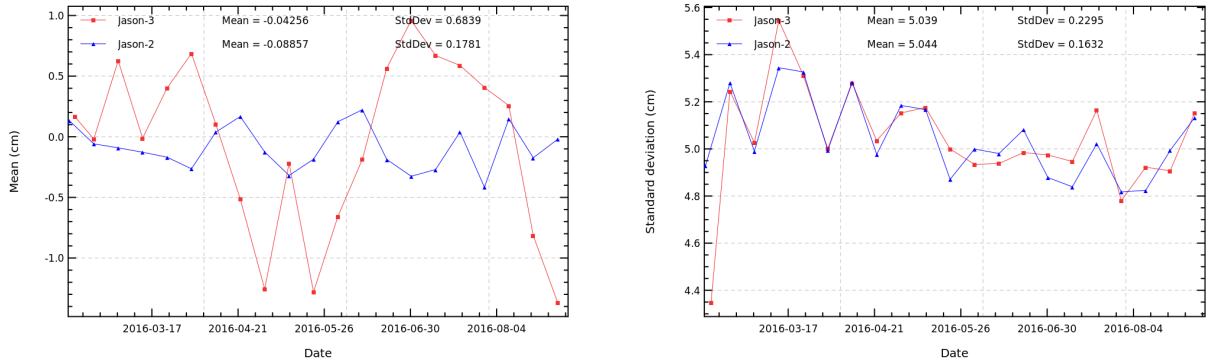 Jason-3 Mean = -0.04256 StdDev = 0.6839
Jason-2 Mean = -0.08857 StdDev = 0.1781
1.0
0.5
0.0
-0.5
-1.0
Mean (cm)
2016-03-17 2016-04-21 2016-05-26 2016-06-30 2016-08-04
Date
Jason-3 Mean = 5.039 StdDev = 0.2295
Jason-2 Mean = 5.044 StdDev = 0.1632
5.6
5.4
5.2
5.0
4.8
4.6
4.4
Standard deviation (cm)
2016-03-17 2016-04-21 2016-05-26 2016-06-30 2016-08-04
Date